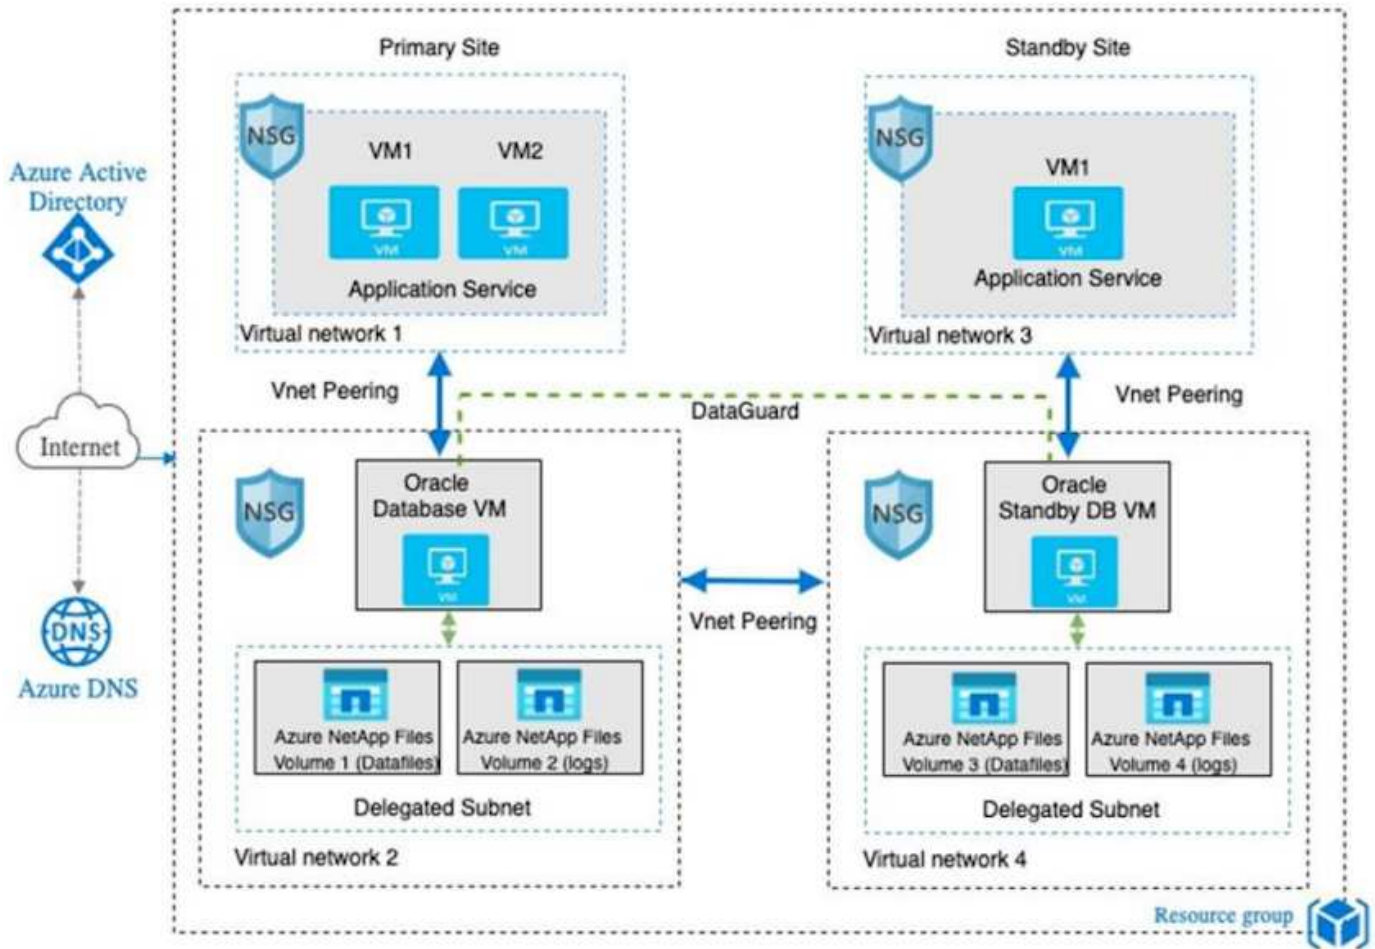 Primary Site
Standby Site
NSG
VM1
VM2
VM
VM
Application Service
Virtual network 1
NSG
VM1
VM
Application Service
Virtual network 3
Azure Active
Directory
Internet
DNS
Azure DNS
Vnet Peering
DataGuard
Vnet Peering
NSG
Oracle
Database VM
VM
Vnet Peering
NSG
Oracle
Standby DB VM
VM
Azure NetApp Files
Volume 1 (Datafiles)
Azure NetApp Files
Volume 2 (logs)
Delegated Subnet
Virtual network 2
Azure NetApp Files
Volume 3 (Datafiles)
Azure NetApp Files
Volume 4 (logs)
Delegated Subnet
Virtual network 4
Resource group